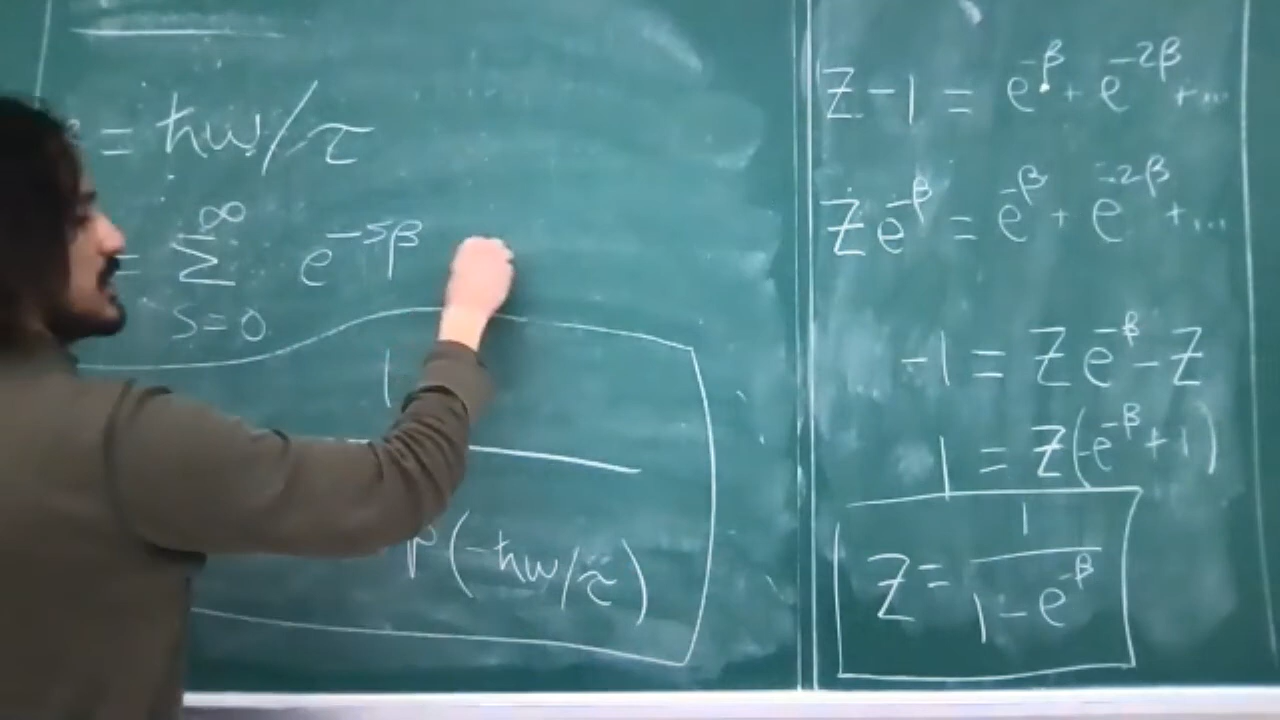 = ħω/τ
= ∞ Σ s=0 e^{-sβ}
1
p(-ħω/τ)
Z-1 = e^{-β} + e^{-2β} + ...
Ze^{-β} = e^{-β} + e^{-2β} + ...
-1 = Ze^{-β} - Z
1 = Z(-e^{-β} + 1)
Z = 1 / 1 - e^{-β}